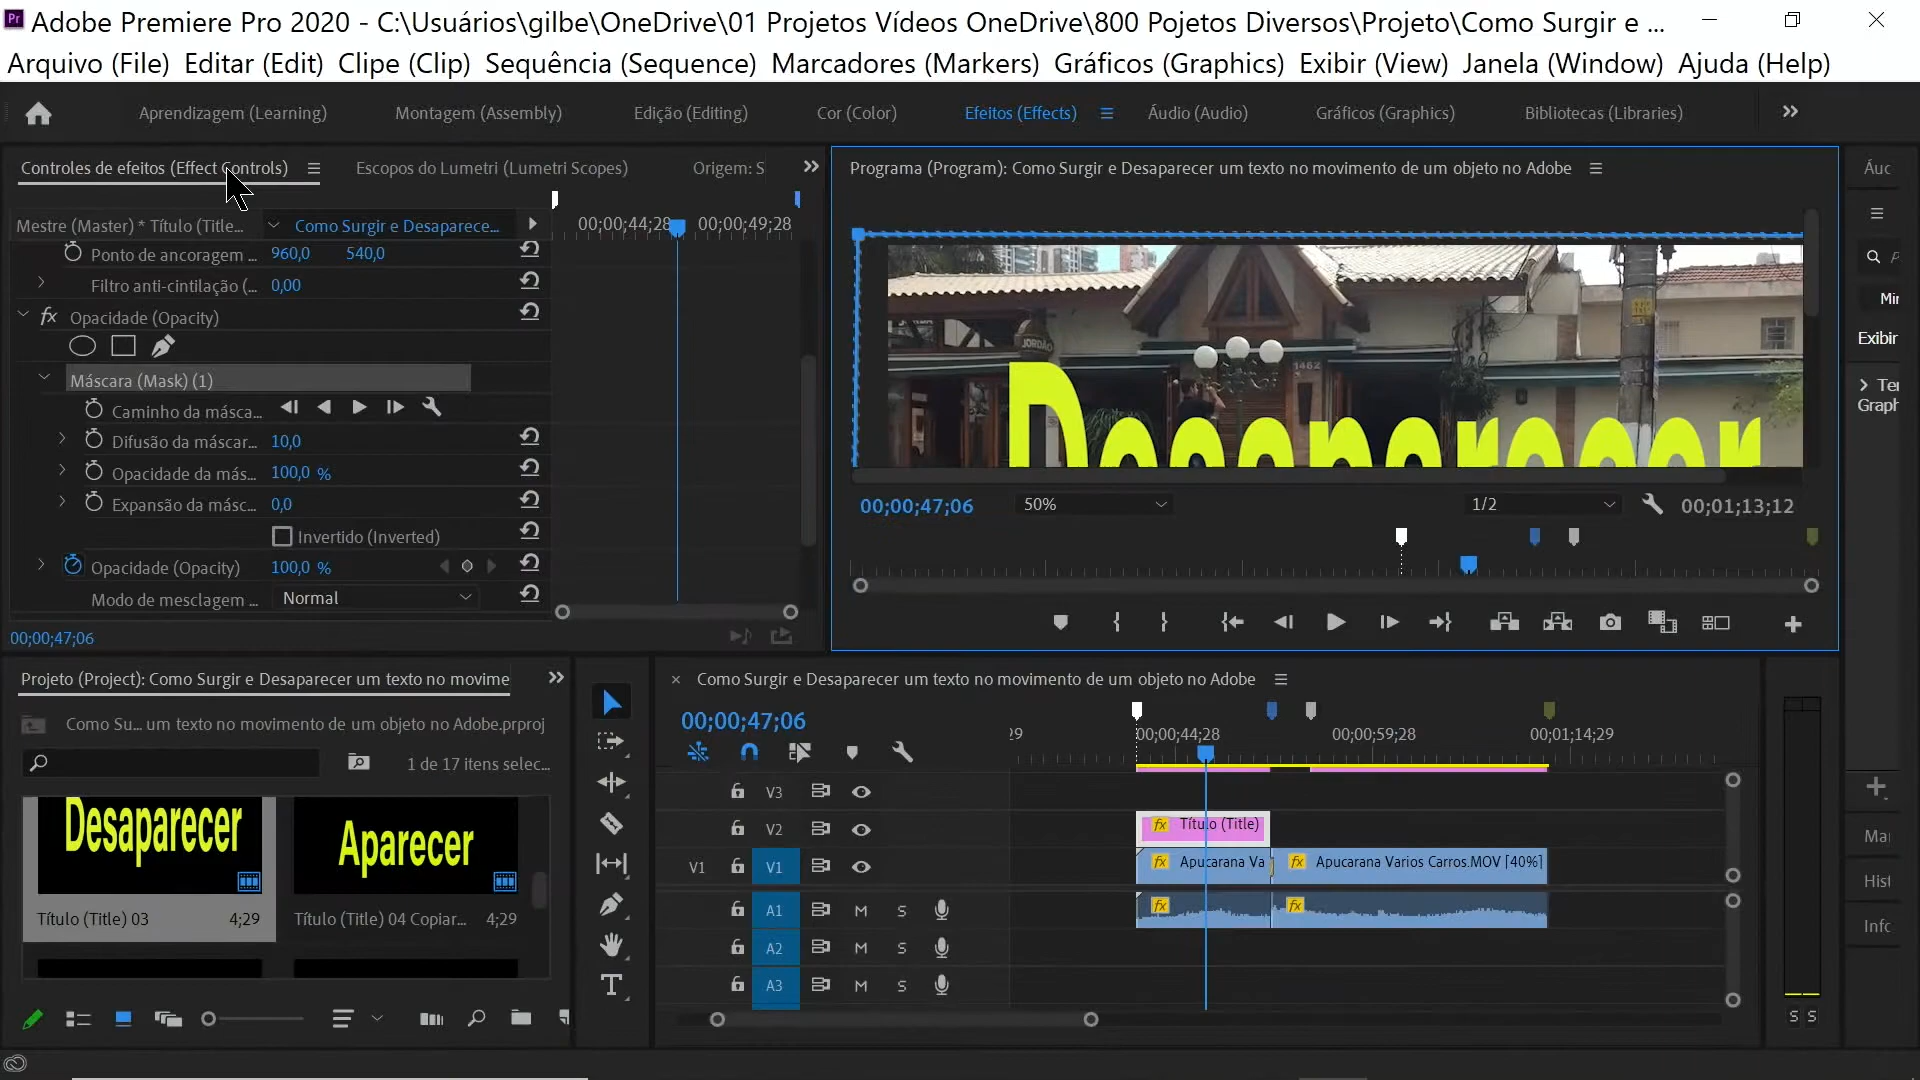 Pr Adobe Premiere Pro 2020 - C:\Usuários\gilbe\OneDrive\01 Projetos Vídeos OneDrive\800 Pojetos Diversos\Projeto\Como Surgir e ...
Arquivo (File) Editar (Edit) Clipe (Clip) Sequência (Sequence) Marcadores (Markers) Gráficos (Graphics) Exibir (View) Janela (Window) Ajuda (Help)
Aprendizagem (Learning) Montagem (Assembly) Edição (Editing) Cor (Color) Efeitos (Effects) Áudio (Audio) Gráficos (Graphics) Bibliotecas (Libraries)
Controles de efeitos (Effect Controls) Escopos do Lumetri (Lumetri Scopes) Origem: S
Mestre (Master) * Título (Title... Como Surgir e Desaparece... 00;00;44;28 00;00;49;28
Ponto de ancoragem ... 960,0 540,0
Filtro anti-cintilação (... 0,00
fx Opacidade (Opacity)
Máscara (Mask) (1)
Caminho da másca...
Difusão da máscar... 10,0
Opacidade da más... 100,0 %
Expansão da másc... 0,0
Invertido (Inverted)
Opacidade (Opacity) 100,0 %
Modo de mesclagem ... Normal
00;00;47;06
Programa (Program): Como Surgir e Desaparecer um texto no movimento de um objeto no Adobe
JORDÃO
1462
Desaparecer
00;00;47;06 50% 1/2 00;01;13;12
Exibir
Projeto (Project): Como Surgir e Desaparecer um texto no movime
Como Su... um texto no movimento de um objeto no Adobe.prproj
1 de 17 itens selec...
Desaparecer
Aparecer
Título (Title) 03 4;29 Título (Title) 04 Copiar... 4;29
× Como Surgir e Desaparecer um texto no movimento de um objeto no Adobe
00;00;47;06
29 00;00;44;28 00;00;59;28 00;01;14;29
V3
V2 fx Título (Title)
V1 V1 fx Apucarana Va fx Apucarana Varios Carros.MOV [40%]
A1 M S fx fx
A2 M S
A3 M S
S S